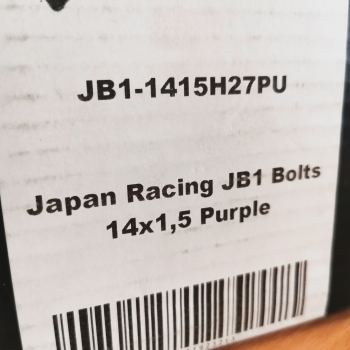 JB1-1415H27PU
Japan Racing JB1 Bolts
14x1,5 Purple